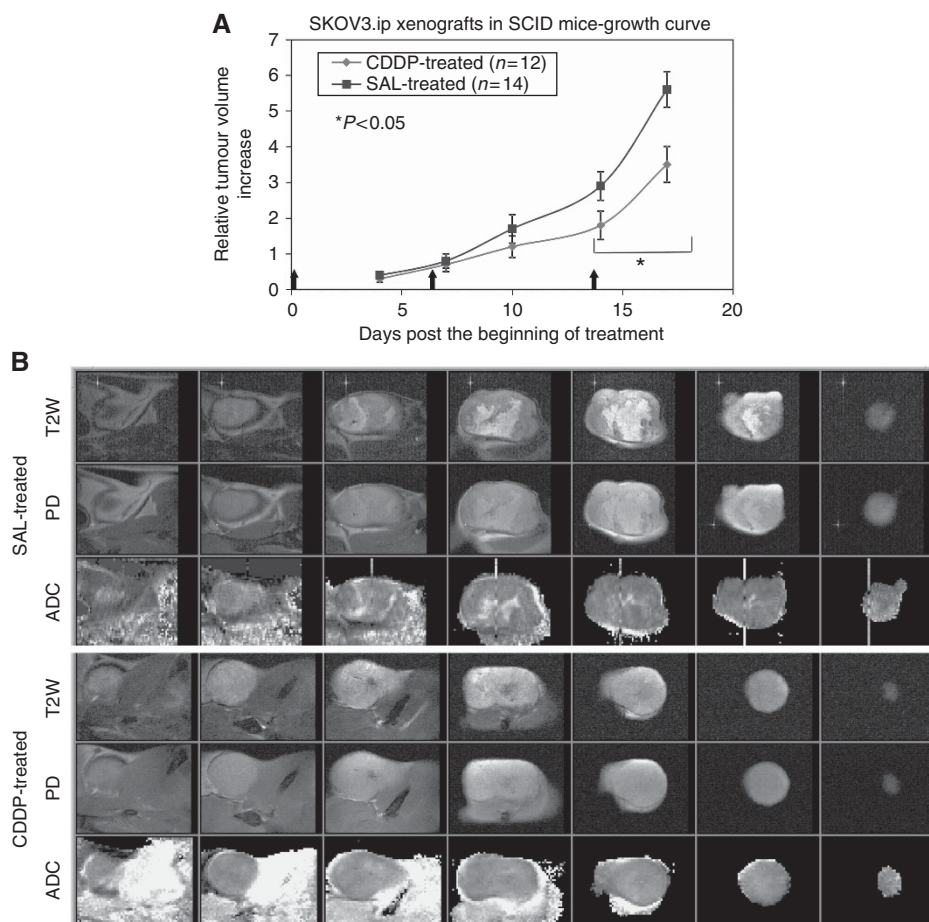 A
SKOV3.ip xenografts in SCID mice-growth curve
7
6
5
4
3
2
1
0
Relative tumour volume
increase
CDDP-treated (n=12)
SAL-treated (n=14)
*P<0.05
*
0 5 10 15 20
Days post the beginning of treatment
B
SAL-treated
T2W
PD
ADC
CDDP-treated
T2W
PD
ADC